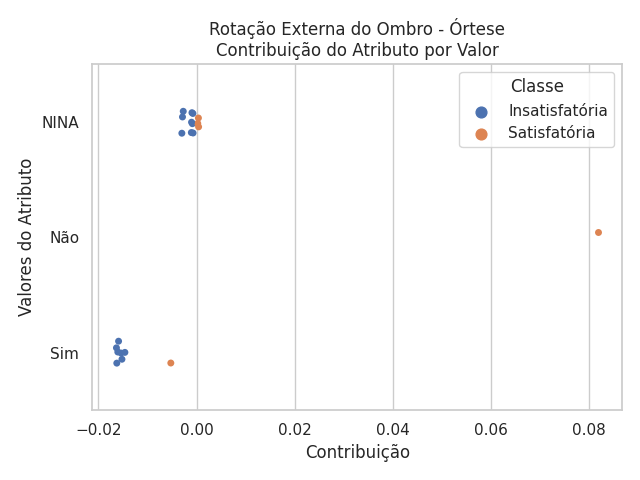 Rotação Externa do Ombro - Órtese
Contribuição do Atributo por Valor
Classe
Insatisfatória
Satisfatória
Valores do Atributo
NINA
Não
Sim
−0.02 0.00 0.02 0.04 0.06 0.08
Contribuição